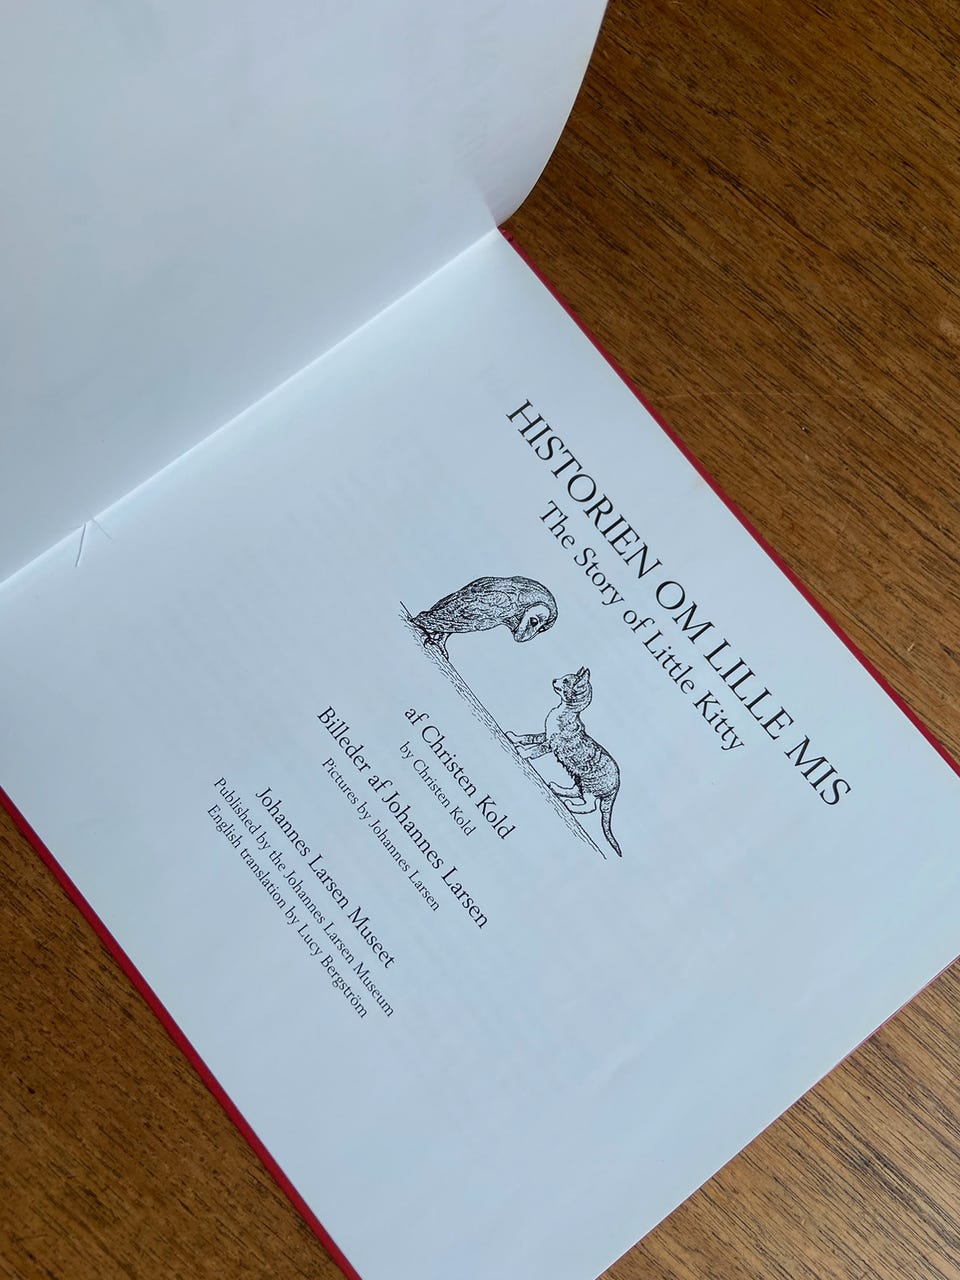 HISTORIEN OM LILLE MIS
The Story of Little Kitty
af Christen Kold
by Christen Kold
Billeder af Johannes Larsen
Pictures by Johannes Larsen
Johannes Larsen Museet
Published by the Johannes Larsen Museum
English translation by Lucy Bergström